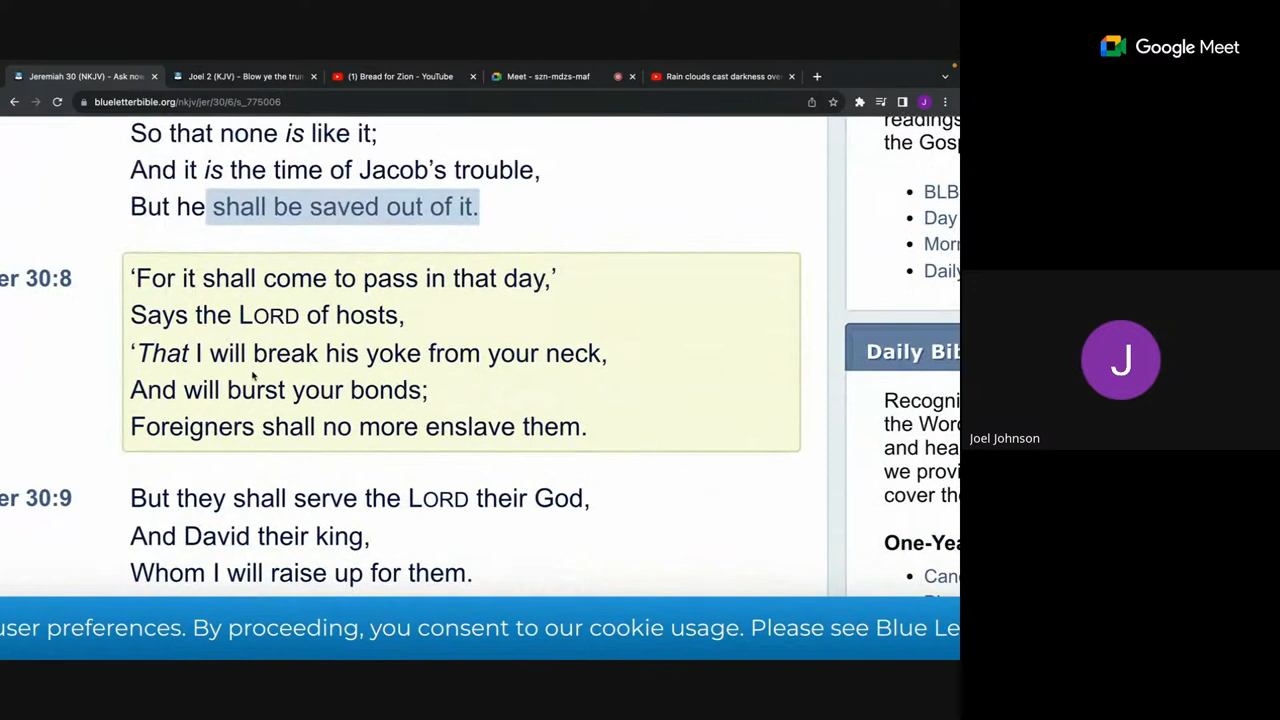 Google Meet
Jeremiah 30 (NKJV) - Ask now
Joel 2 (KJV) - Blow ye the trum
(1) Bread for Zion - YouTube
Meet - szn-mdzs-maf
Rain clouds cast darkness over
blueletterbible.org/nkjv/jer/30/6/s_775006
J
So that none is like it;
And it is the time of Jacob's trouble,
But he shall be saved out of it.
er 30:8
‘For it shall come to pass in that day,’
Says the LORD of hosts,
‘That I will break his yoke from your neck,
And will burst your bonds;
Foreigners shall no more enslave them.
er 30:9
But they shall serve the LORD their God,
And David their king,
Whom I will raise up for them.
readings
the Gosp
BLB
Day
Morn
Daily
Daily Bib
Recogni
the Word
and hea
we provi
cover the
One-Yea
Can
user preferences. By proceeding, you consent to our cookie usage. Please see Blue Le
J
Joel Johnson